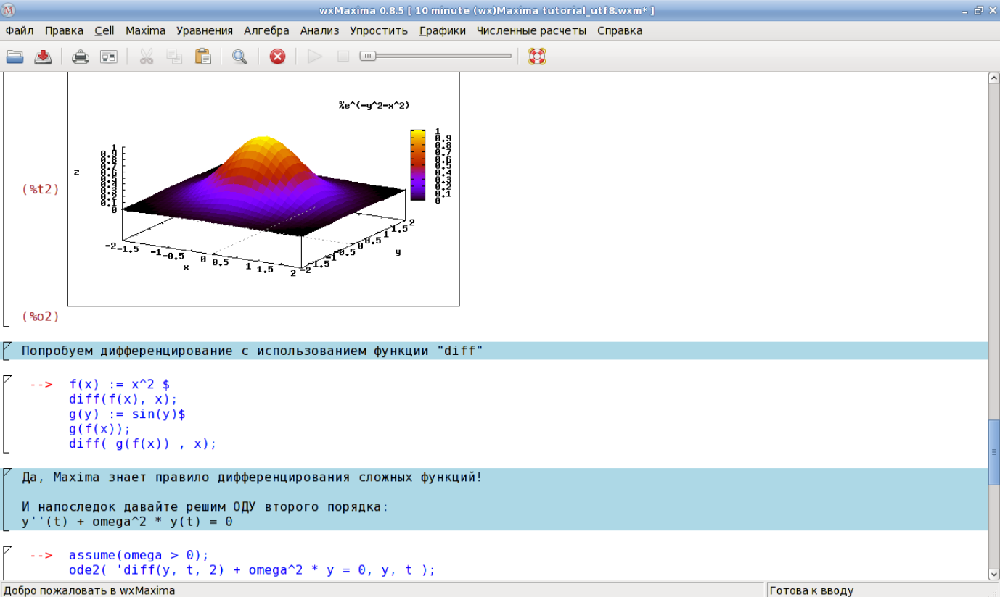 wxMaxima 0.8.5 [ 10 minute (wx)Maxima tutorial_utf8.wxm* ]
Файл Правка Cell Maxima Уравнения Алгебра Анализ Упростить Графики Численные расчеты Справка
%e^(-y^2-x^2)
1
0.9
0.8
0.7
0.6
0.5
0.4
0.3
0.2
0.1
0
1
0.9
0.8
0.7
0.6
0.5
0.4
0.3
0.2
0.1
0
z
(%t2)
-2 -1.5 -1 -0.5 0 0.5 1 1.5 2
x
-2 -1.5 -1 -0.5 0 0.5 1 1.5 2
y
(%o2)
Попробуем дифференцирование с использованием функции "diff"
--> f(x) := x^2 $
diff(f(x), x);
g(y) := sin(y)$
g(f(x));
diff( g(f(x)) , x);
Да, Maxima знает правило дифференцирования сложных функций!
И напоследок давайте решим ОДУ второго порядка:
y''(t) + omega^2 * y(t) = 0
--> assume(omega > 0);
ode2( 'diff(y, t, 2) + omega^2 * y = 0, y, t );
Добро пожаловать в wxMaxima Готова к вводу